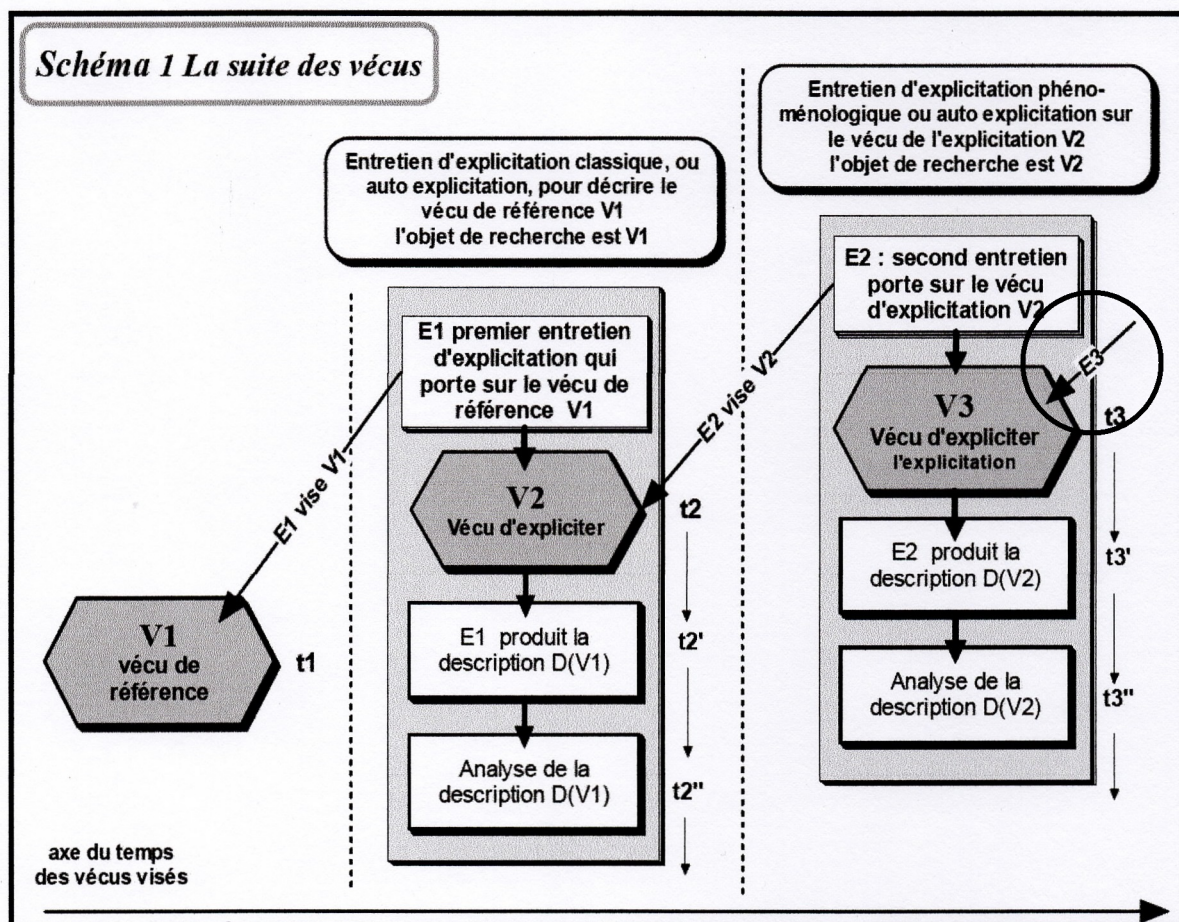 Schéma 1 La suite des vécus
Entretien d'explicitation classique, ou
auto explicitation, pour décrire le
vécu de référence V1
l'objet de recherche est V1
Entretien d'explicitation phéno-
ménologique ou auto explicitation sur
le vécu de l'explicitation V2
l'objet de recherche est V2
V1
vécu de
référence
t1
E1 vise V1
E1 premier entretien
d'explicitation qui
porte sur le vécu de
référence V1
V2
Vécu d'expliciter
t2
E1 produit la
description D(V1)
t2'
Analyse de la
description D(V1)
t2"
E2 vise V2
E2 : second entretien
porte sur le vécu
d'explicitation V2
E3
V3
Vécu d'expliciter
l'explicitation
t3
E2 produit la
description D(V2)
t3'
Analyse de la
description D(V2)
t3"
axe du temps
des vécus visés